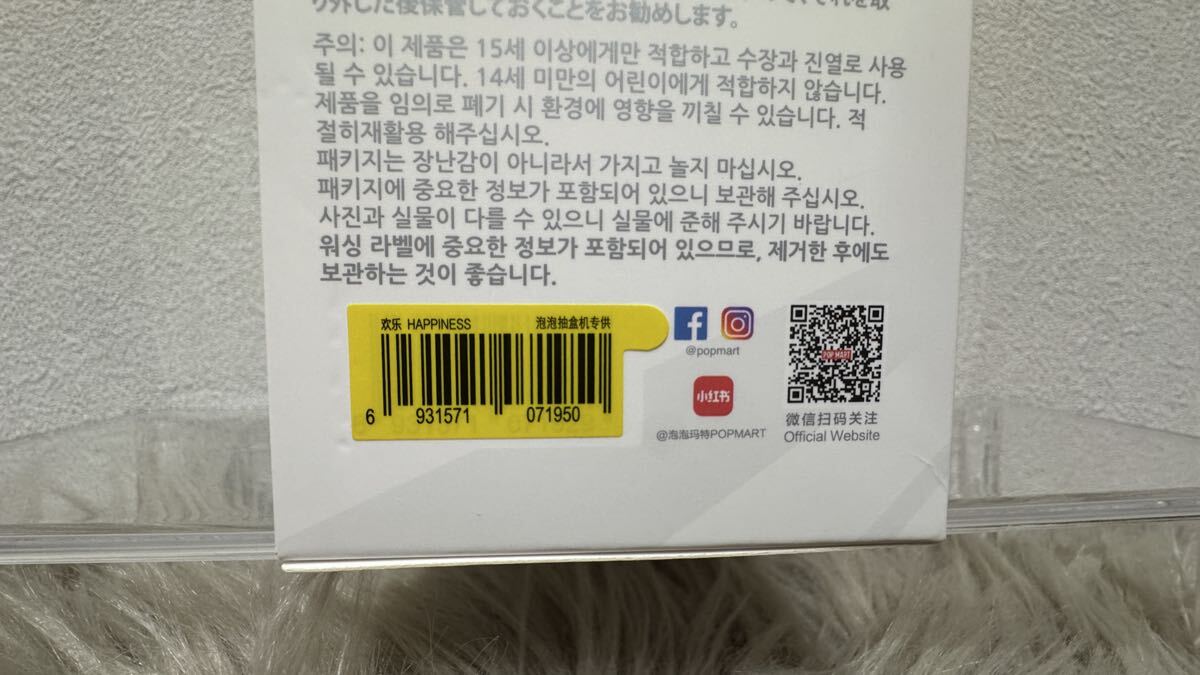 り外した後保管しておくことをお勧めします。
주의: 이 제품은 15세 이상에게만 적합하고 수장과 진열로 사용
될 수 있습니다. 14세 미만의 어린이에게 적합하지 않습니다.
제품을 임의로 폐기 시 환경에 영향을 끼칠 수 있습니다. 적
절히재활용 해주십시오.
패키지는 장난감이 아니라서 가지고 놀지 마십시오.
패키지에 중요한 정보가 포함되어 있으니 보관해 주십시오.
사진과 실물이 다를 수 있으니 실물에 준해 주시기 바랍니다.
워싱 라벨에 중요한 정보가 포함되어 있으므로, 제거한 후에도
보관하는 것이 좋습니다.
欢乐 HAPPINESS 泡泡抽盒机专供
6 931571 071950
@popmart
小红书
@泡泡玛特POPMART
POP MART
微信扫码关注
Official Website